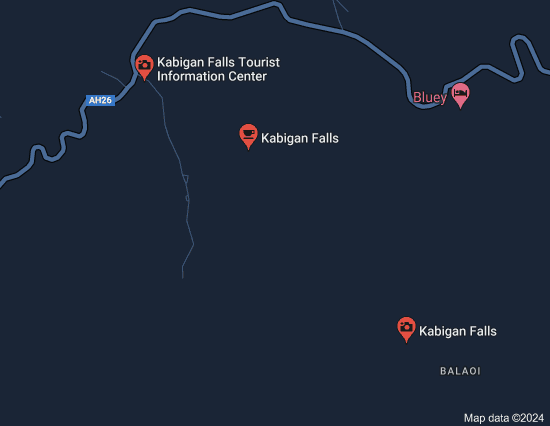 Kabigan Falls Tourist
Information Center
AH26
Bluey
Kabigan Falls
Kabigan Falls
BALAOI
Map data ©2024